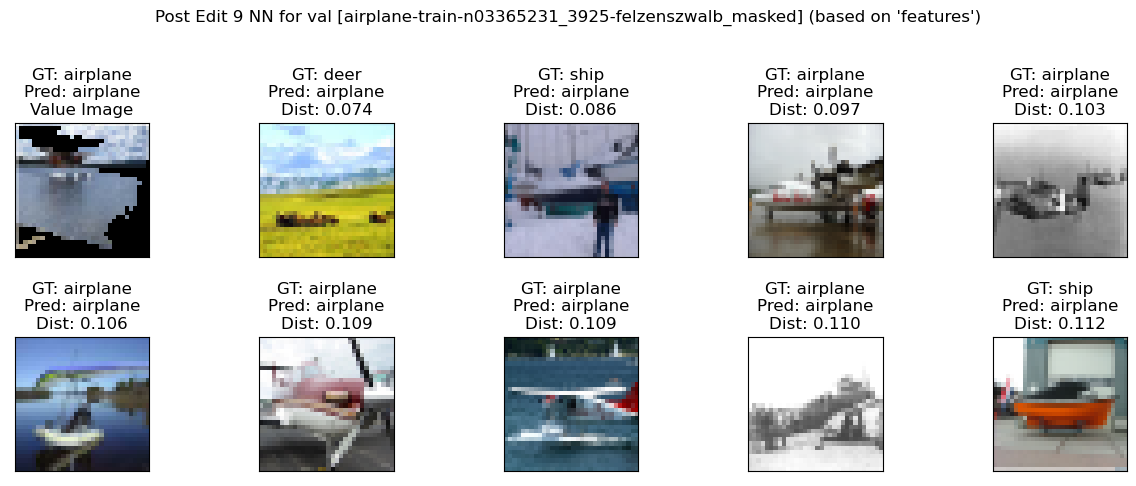 Post Edit 9 NN for val [airplane-train-n03365231_3925-felzenszwalb_masked] (based on 'features')
GT: airplane
Pred: airplane
Value Image
GT: deer
Pred: airplane
Dist: 0.074
GT: ship
Pred: airplane
Dist: 0.086
GT: airplane
Pred: airplane
Dist: 0.097
GT: airplane
Pred: airplane
Dist: 0.103
GT: airplane
Pred: airplane
Dist: 0.106
GT: airplane
Pred: airplane
Dist: 0.109
GT: airplane
Pred: airplane
Dist: 0.109
GT: airplane
Pred: airplane
Dist: 0.110
GT: ship
Pred: airplane
Dist: 0.112